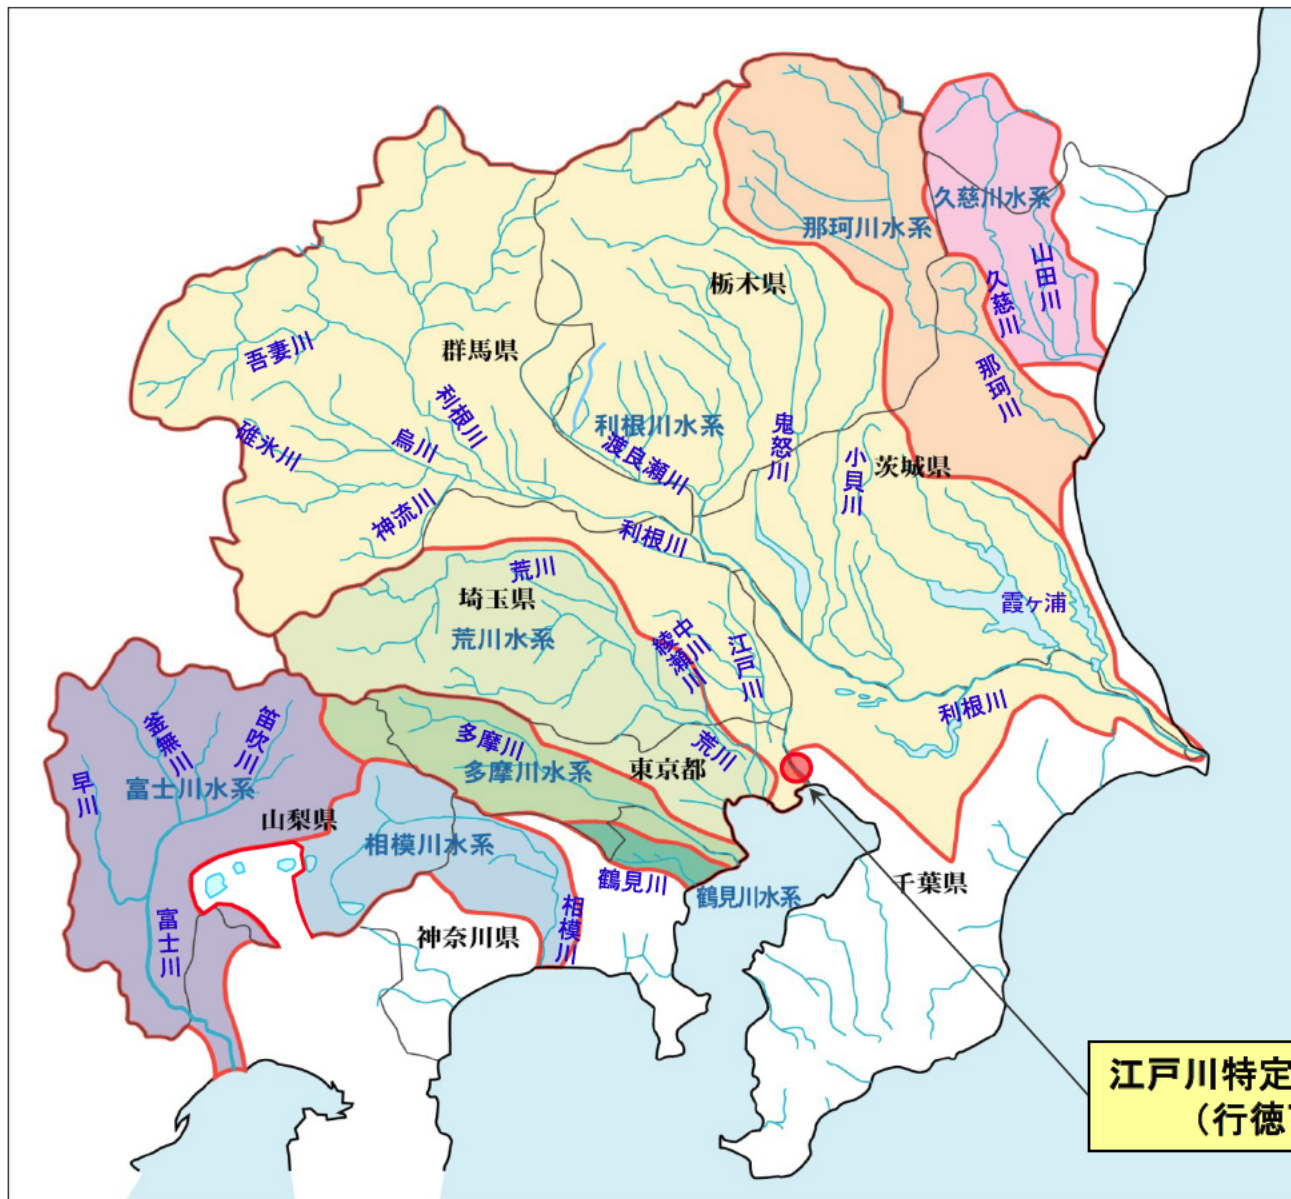 久慈川水系
那珂川水系
山田川
栃木県
久慈川
吾妻川
群馬県
那珂川
利根川
利根川水系
鬼怒川
碓氷川
烏川
渡良瀬川
小貝川
茨城県
神流川
利根川
荒川
埼玉県
霞ヶ浦
荒川水系
綾瀬川
中川
江戸川
利根川
釜無川
笛吹川
多摩川
荒川
早川
富士川水系
多摩川水系
東京都
山梨県
相模川水系
鶴見川
鶴見川水系
千葉県
富士川
神奈川県
相模川
江戸川特定
（行徳